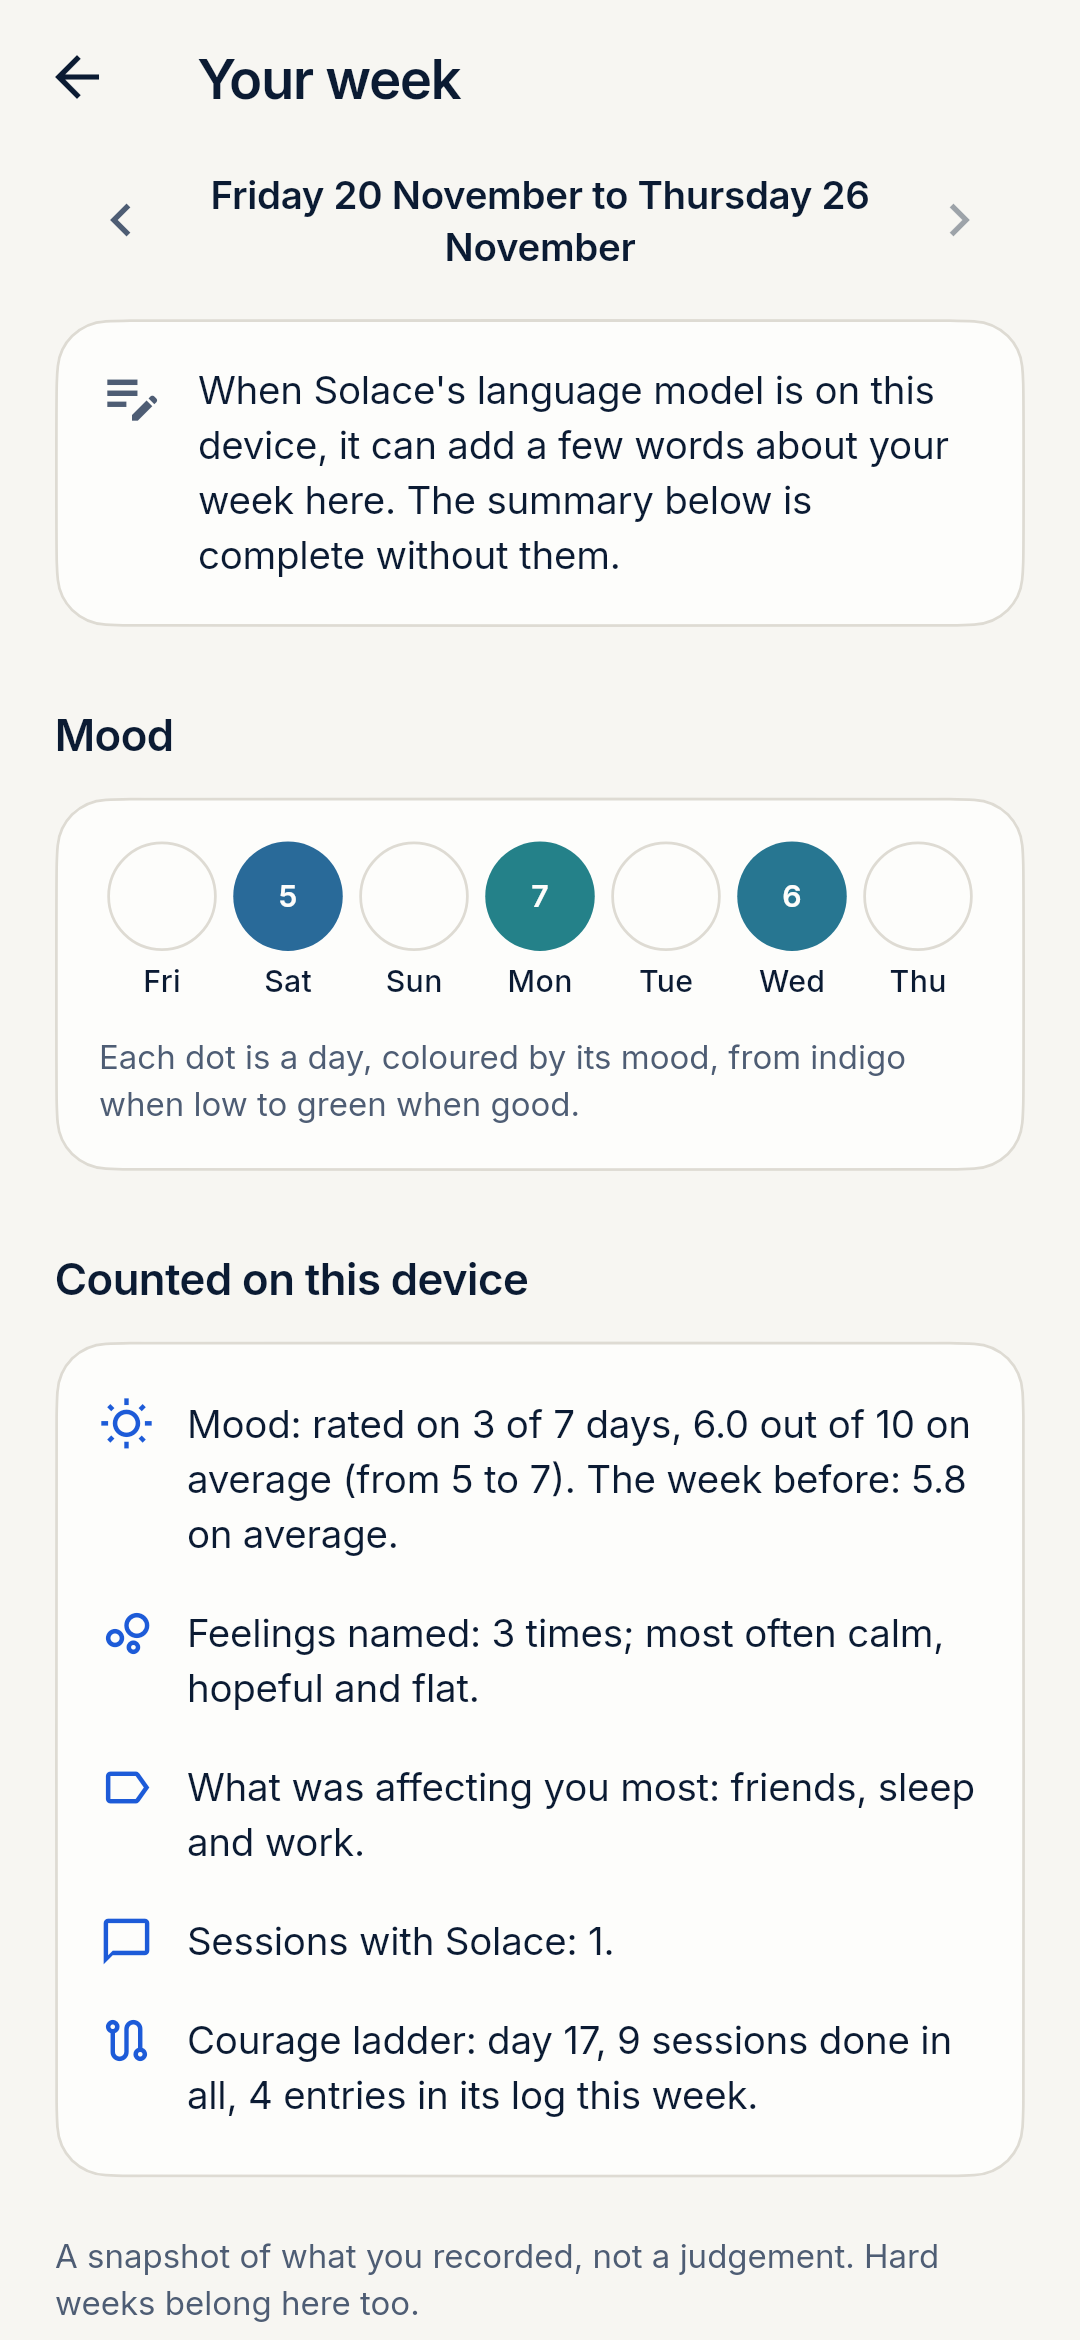 Your week
Friday 20 November to Thursday 26
November
When Solace's language model is on this
device, it can add a few words about your
week here. The summary below is
complete without them.
Mood
5 7 6
Fri Sat Sun Mon Tue Wed Thu
Each dot is a day, coloured by its mood, from indigo
when low to green when good.
Counted on this device
Mood: rated on 3 of 7 days, 6.0 out of 10 on
average (from 5 to 7). The week before: 5.8
on average.
Feelings named: 3 times; most often calm,
hopeful and flat.
What was affecting you most: friends, sleep
and work.
Sessions with Solace: 1.
Courage ladder: day 17, 9 sessions done in
all, 4 entries in its log this week.
A snapshot of what you recorded, not a judgement. Hard
weeks belong here too.